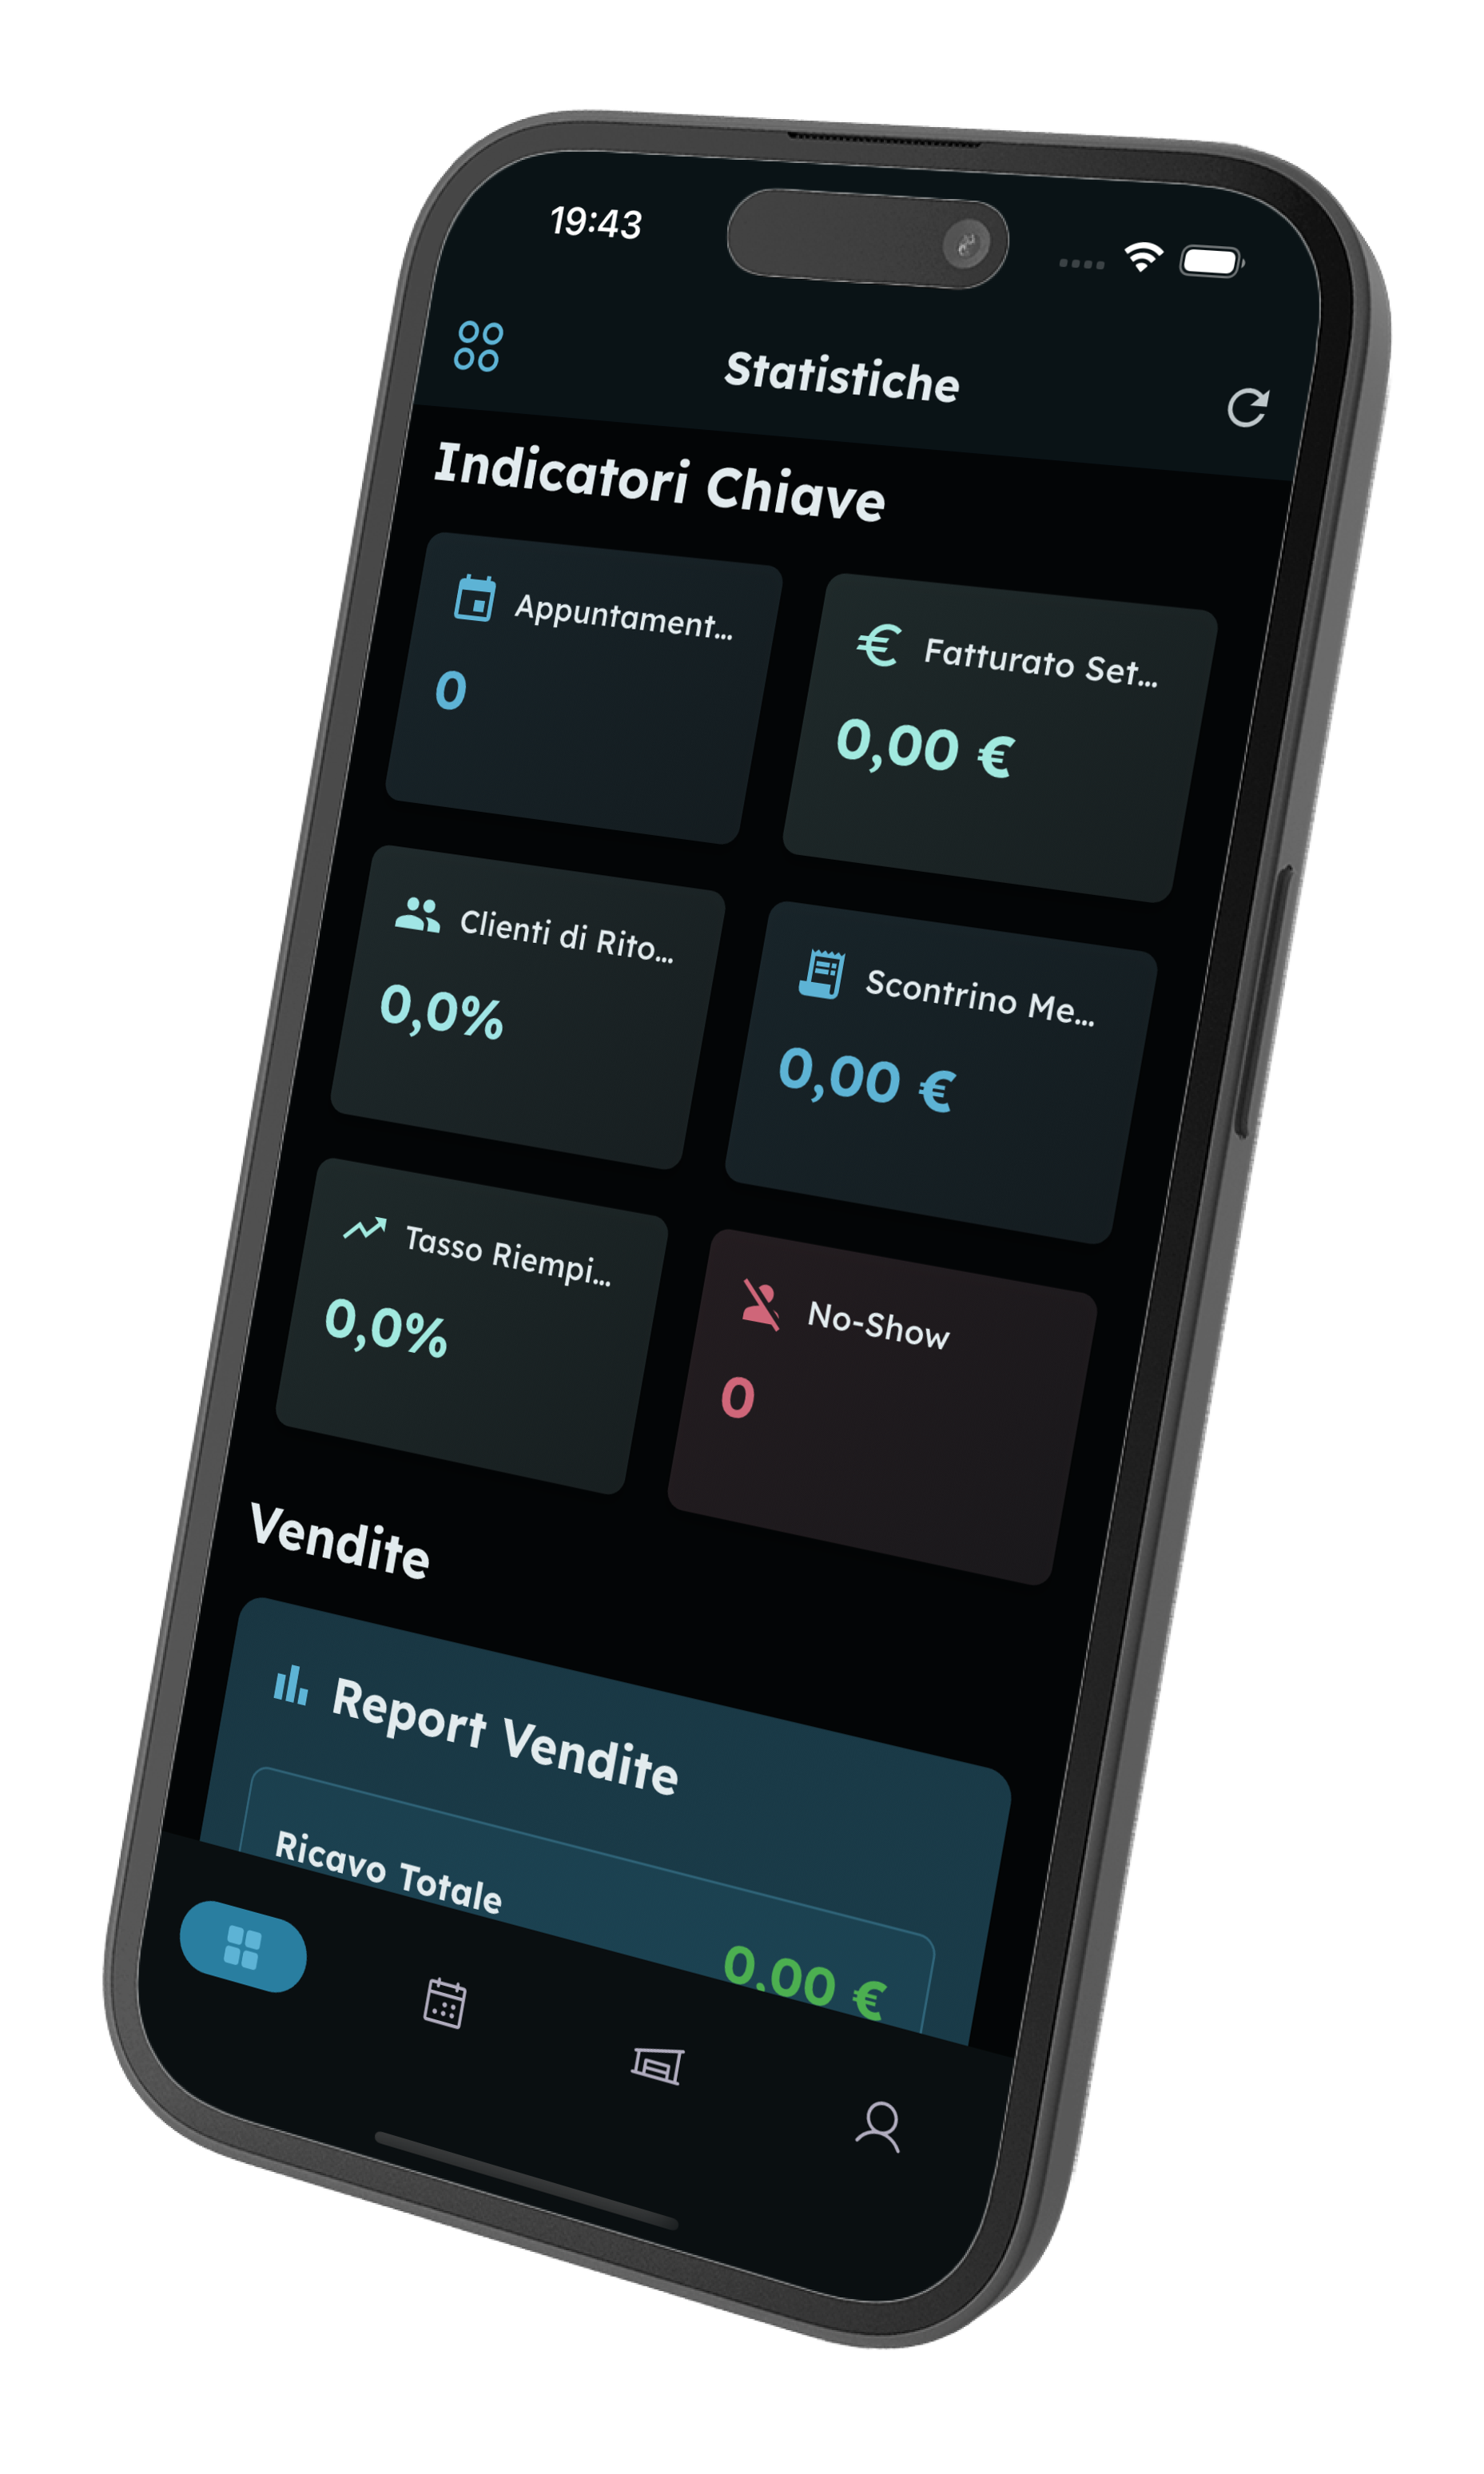 19:43
Statistiche
Indicatori Chiave
Appuntament...
0
Fatturato Set...
0,00 €
Clienti di Rito...
0,0%
Scontrino Me...
0,00 €
Tasso Riempi...
0,0%
No-Show
0
Vendite
Report Vendite
Ricavo Totale
0,00 €